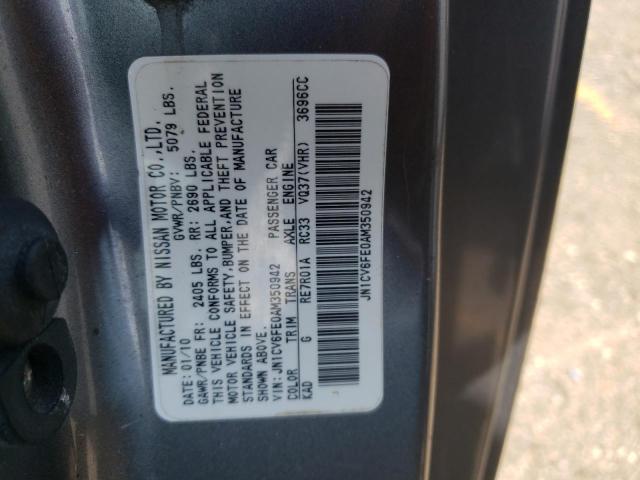 MANUFACTURED BY NISSAN MOTOR CO.,LTD.
DATE: 01/10 GVWR/PNBV: 5079 LBS.
GAWR/PNBE FR: 2405 LBS. RR: 2690 LBS.
THIS VEHICLE CONFORMS TO ALL APPLICABLE FEDERAL
MOTOR VEHICLE SAFETY,BUMPER,AND THEFT PREVENTION
STANDARDS IN EFFECT ON THE DATE OF MANUFACTURE
SHOWN ABOVE.
VIN: JN1CV6FE0AM350942 PASSENGER CAR
COLOR TRIM TRANS AXLE ENGINE
KAD G RE7R01A RC33 VQ37(VHR) 3696CC
JN1CV6FE0AM350942